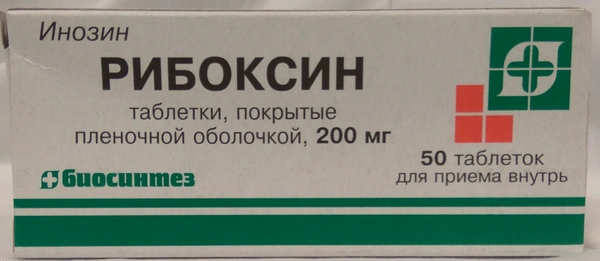 Инозин
РИБОКСИН
таблетки, покрытые
пленочной оболочкой, 200 мг
50 таблеток
для приема внутрь
биосинтез